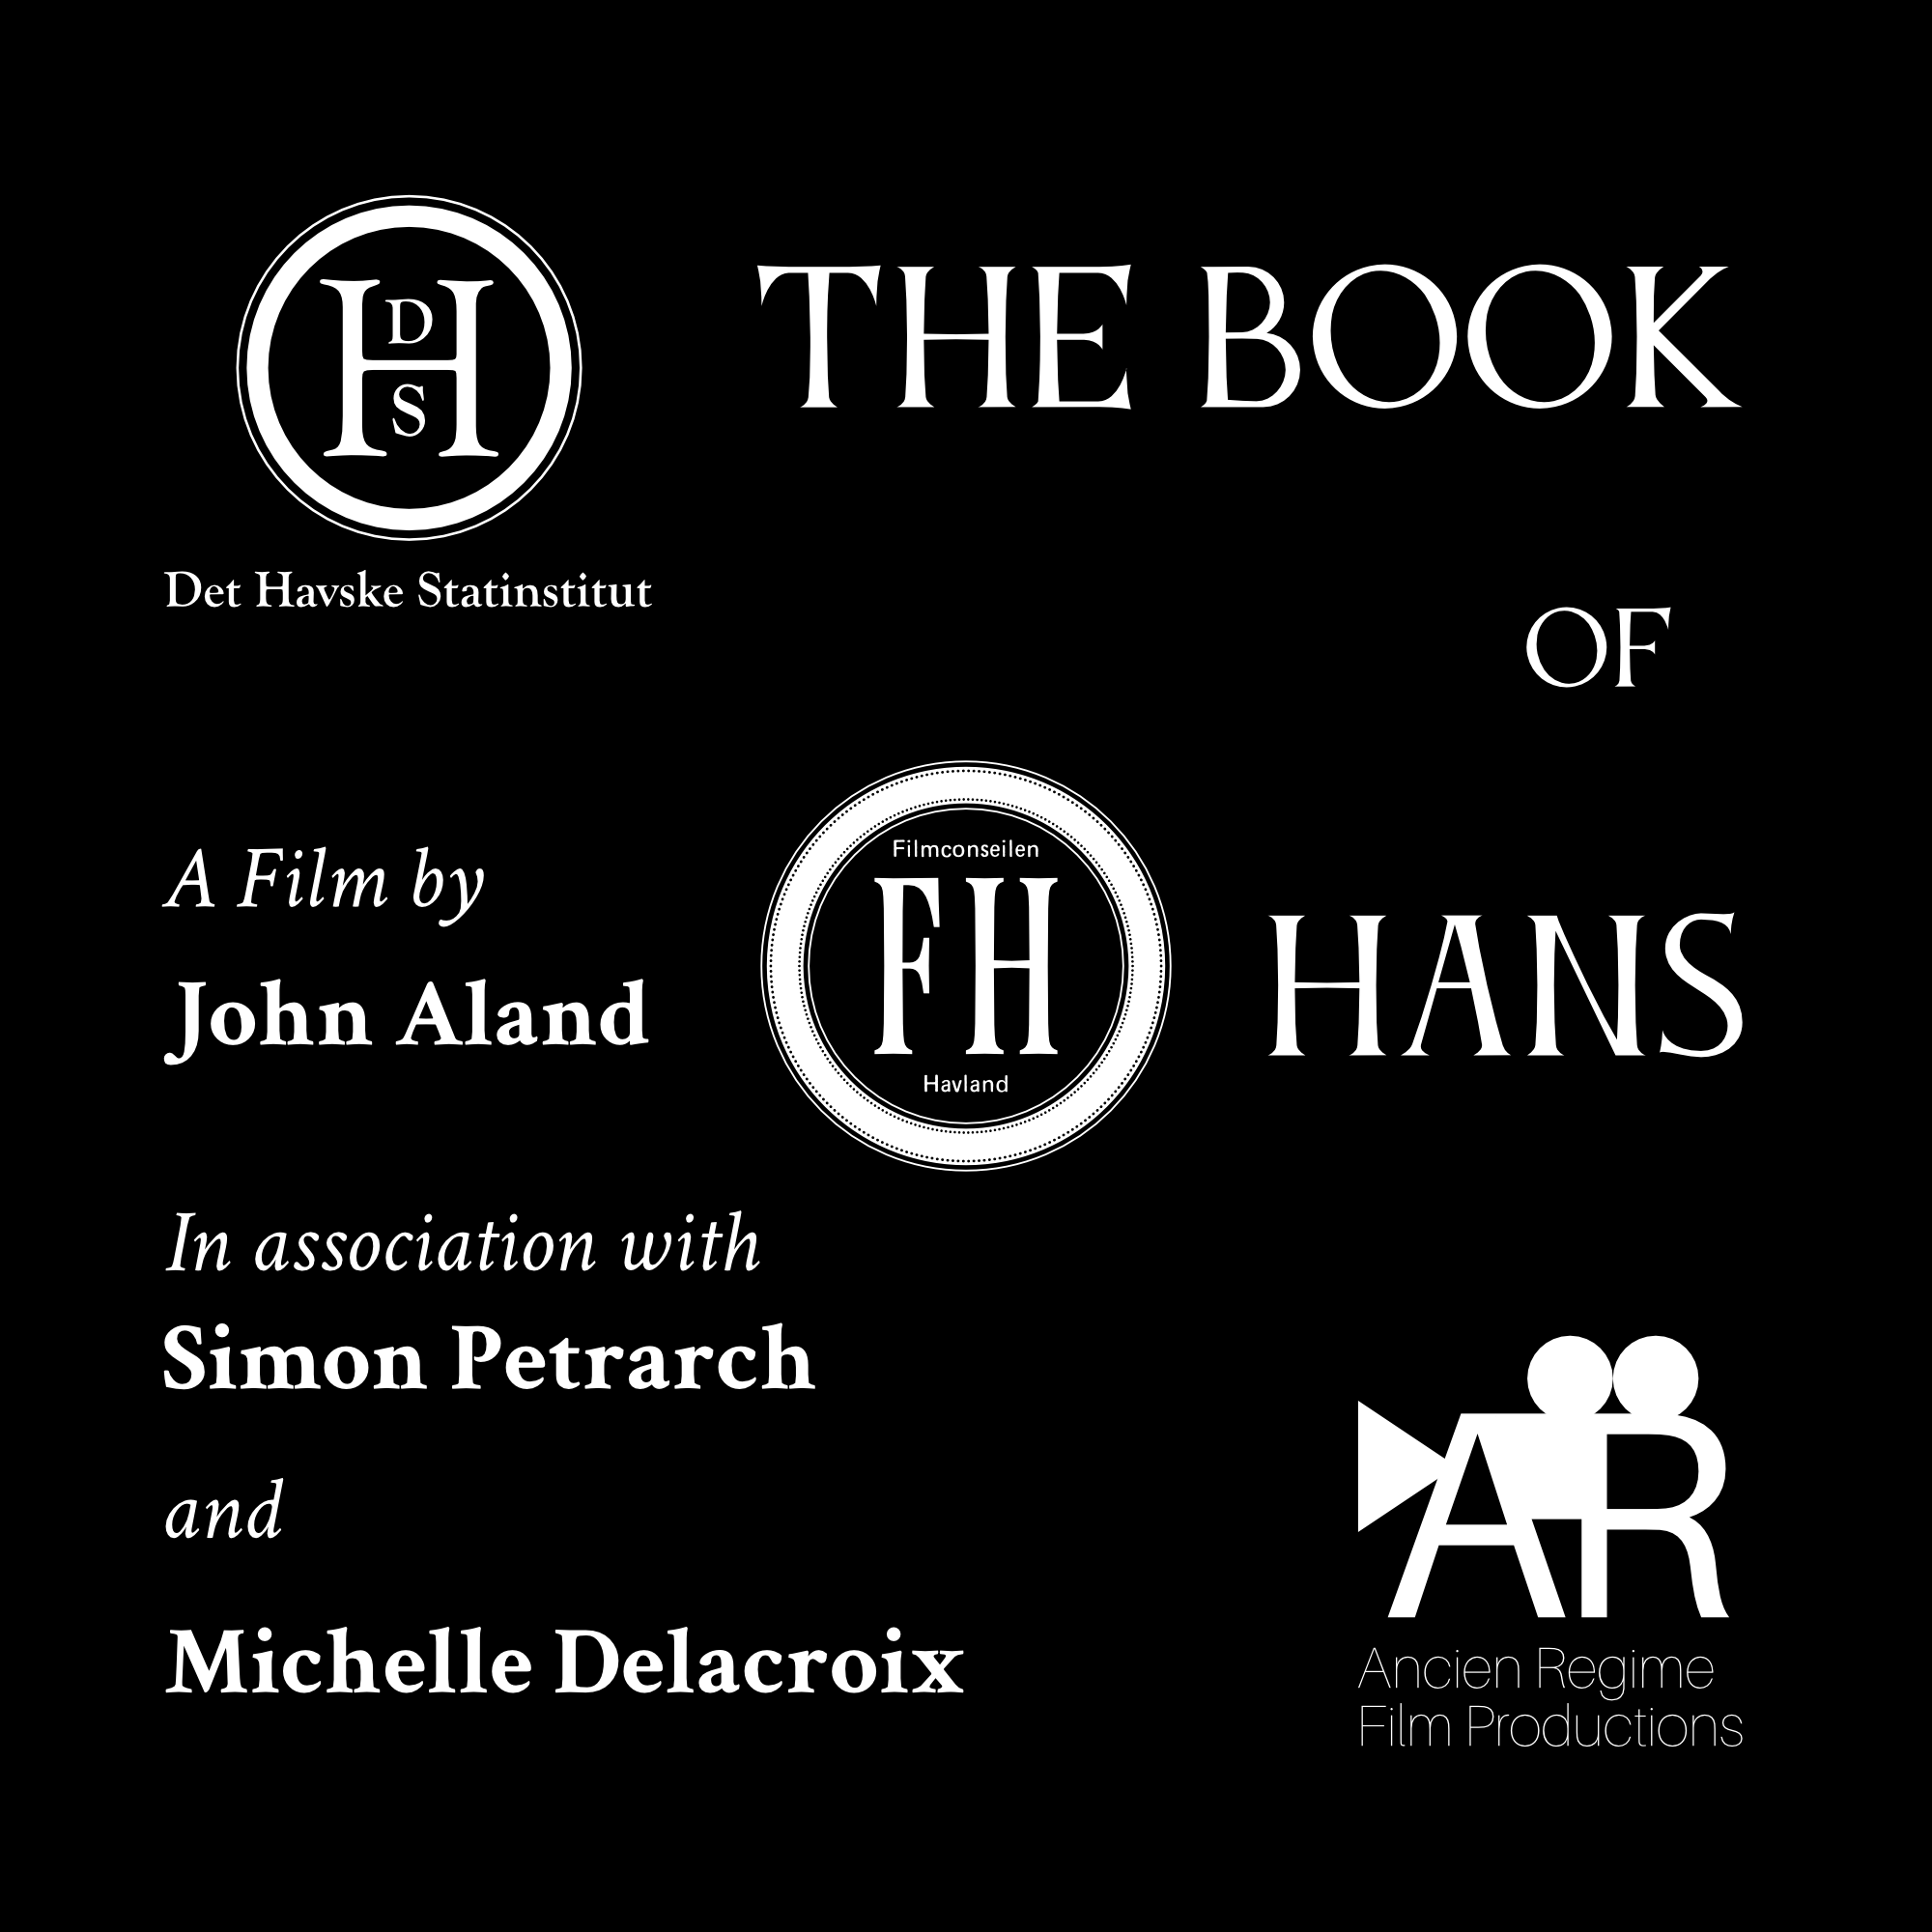 D
H
S
Det Havske Statinstitut
THE BOOK
OF
HANS
Filmconseilen
FH
Havland
A Film by
John Aland
In association with
Simon Petrarch
and
Michelle Delacroix
AR
Ancien Regime
Film Productions